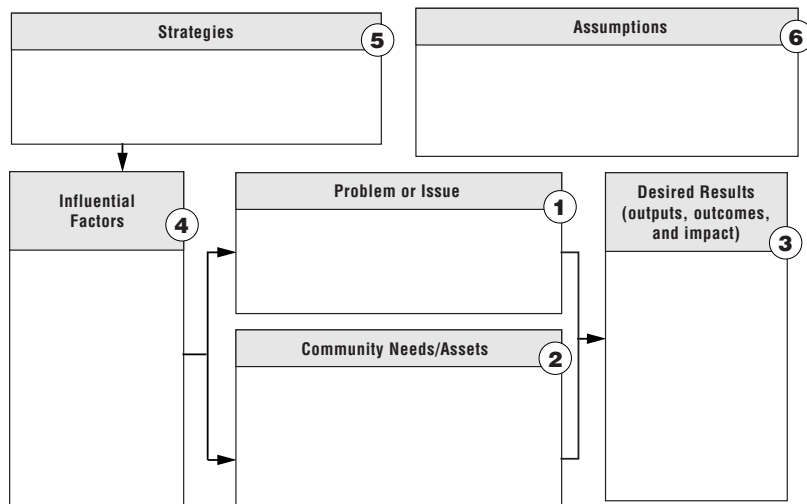 Strategies
5
Assumptions
6
Influential
Factors
4
Problem or Issue
1
Desired Results
(outputs, outcomes,
and impact)
3
Community Needs/Assets
2